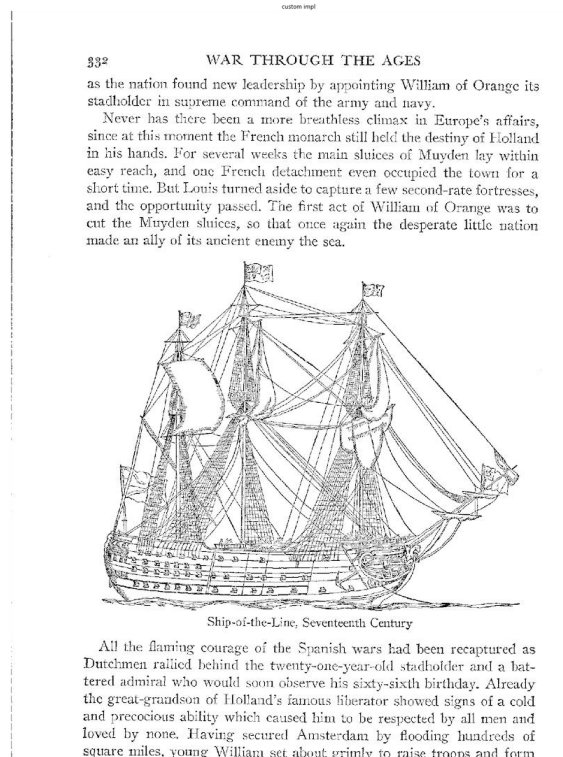 custom impl
332 WAR THROUGH THE AGES
as the nation found new leadership by appointing William of Orange its
stadholder in supreme command of the army and navy.
Never has there been a more breathless climax in Europe's affairs,
since at this moment the French monarch still held the destiny of Holland
in his hands. For several weeks the main sluices of Muyden lay within
easy reach, and one French detachment even occupied the town for a
short time. But Louis turned aside to capture a few second-rate fortresses,
and the opportunity passed. The first act of William of Orange was to
cut the Muyden sluices, so that once again the desperate little nation
made an ally of its ancient enemy the sea.
Ship-of-the-Line, Seventeenth Century
All the flaming courage of the Spanish wars had been recaptured as
Dutchmen rallied behind the twenty-one-year-old stadholder and a bat-
tered admiral who would soon observe his sixty-sixth birthday. Already
the great-grandson of Holland's famous liberator showed signs of a cold
and precocious ability which caused him to be respected by all men and
loved by none. Having secured Amsterdam by flooding hundreds of
square miles, young William set about grimly to raise troops and form